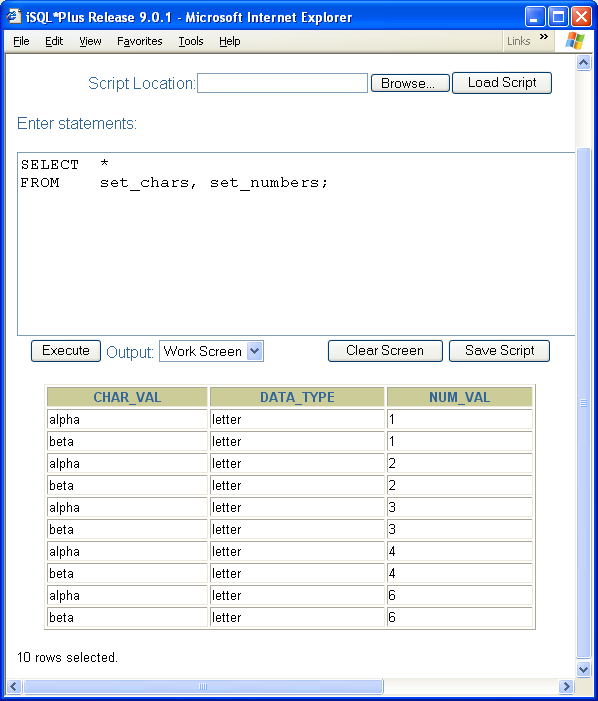 iSQL*Plus Release 9.0.1 - Microsoft Internet Explorer
File Edit View Favorites Tools Help Links »
Script Location: Browse... Load Script
Enter statements:
SELECT *
FROM set_chars, set_numbers;
Execute Output: Work Screen Clear Screen Save Script
CHAR_VAL DATA_TYPE NUM_VAL
alpha letter 1
beta letter 1
alpha letter 2
beta letter 2
alpha letter 3
beta letter 3
alpha letter 4
beta letter 4
alpha letter 6
beta letter 6
10 rows selected.